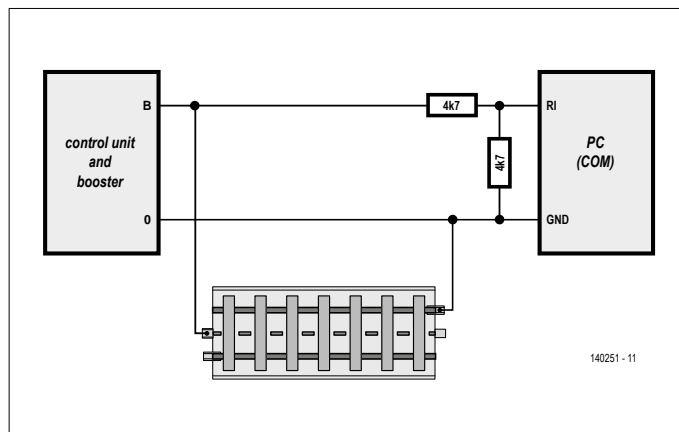 B
control unit
and
booster
0
4k7
4k7
RI
PC
(COM)
GND
140251 - 11